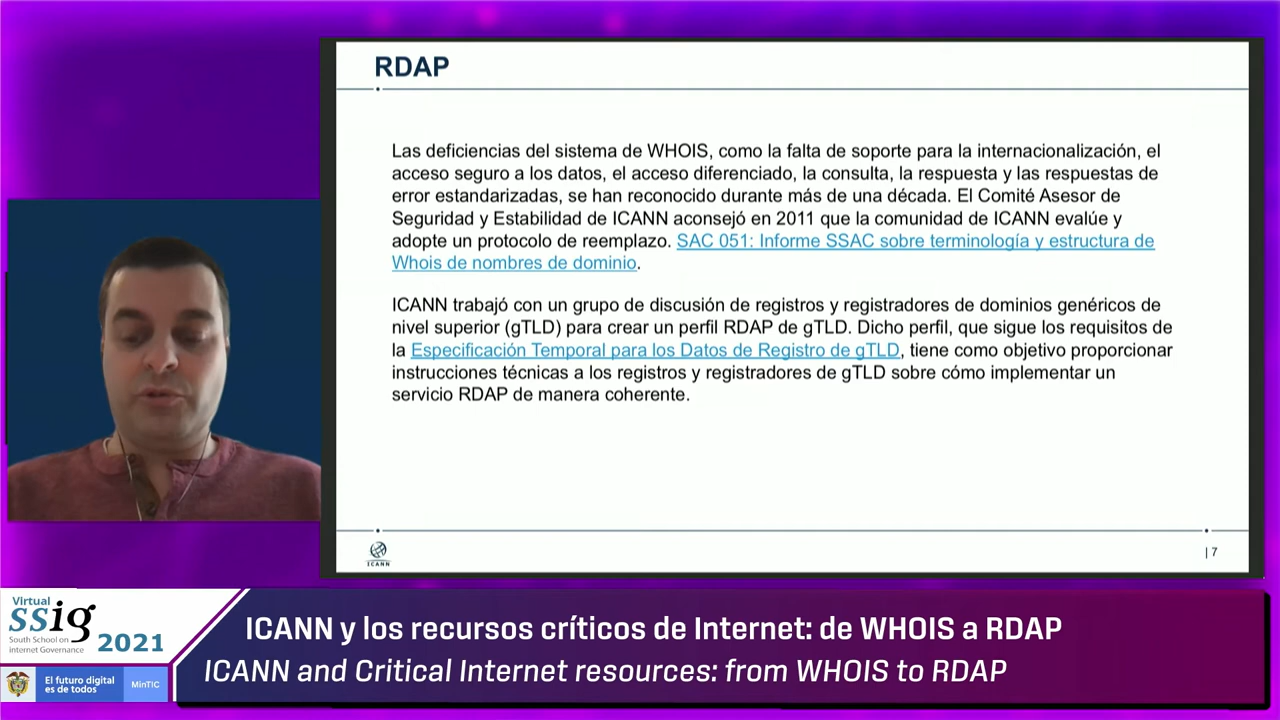 RDAP
Las deficiencias del sistema de WHOIS, como la falta de soporte para la internacionalización, el
acceso seguro a los datos, el acceso diferenciado, la consulta, la respuesta y las respuestas de
error estandarizadas, se han reconocido durante más de una década. El Comité Asesor de
Seguridad y Estabilidad de ICANN aconsejó en 2011 que la comunidad de ICANN evalúe y
adopte un protocolo de reemplazo. SAC 051: Informe SSAC sobre terminología y estructura de
Whois de nombres de dominio.
ICANN trabajó con un grupo de discusión de registros y registradores de dominios genéricos de
nivel superior (gTLD) para crear un perfil RDAP de gTLD. Dicho perfil, que sigue los requisitos de
la Especificación Temporal para los Datos de Registro de gTLD, tiene como objetivo proporcionar
instrucciones técnicas a los registros y registradores de gTLD sobre cómo implementar un
servicio RDAP de manera coherente.
ICANN
| 7
Virtual
ssig
South School on
internet Governance
2021
El futuro digital
es de todos
MinTIC
ICANN y los recursos críticos de Internet: de WHOIS a RDAP
ICANN and Critical Internet resources: from WHOIS to RDAP